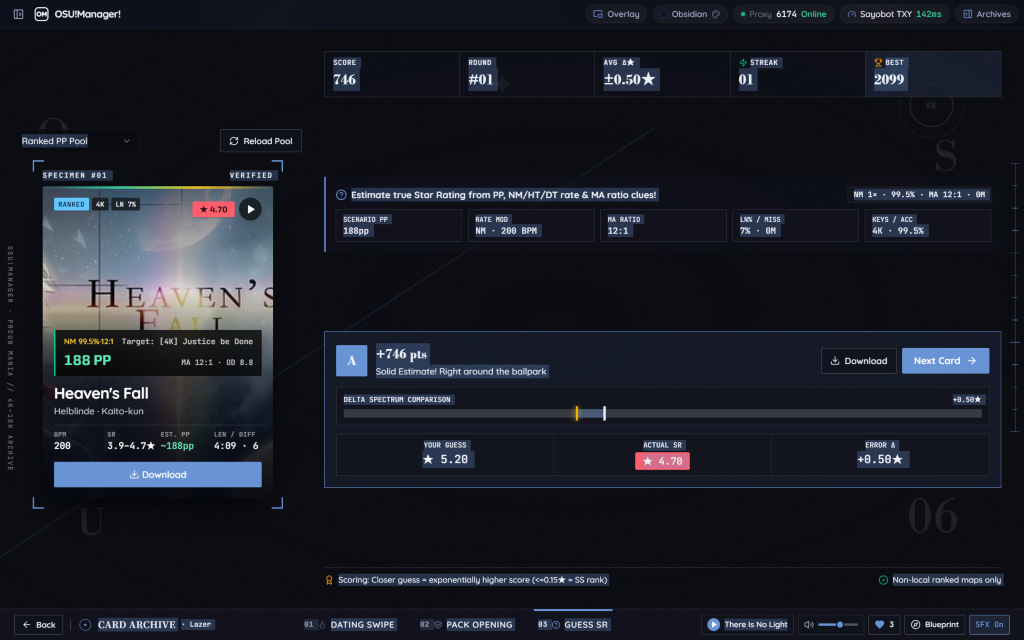 OM OSU!Manager!
Overlay
Obsidian
Proxy 6174 Online
Sayobot TXY 142ms
Archives
SCORE
746
ROUND
#01
AVG Δ★
±0.50★
STREAK
01
BEST
2099
4K
S
Ranked PP Pool
Reload Pool
SPECIMEN #01
VERIFIED
RANKED 4K LN 7%
★ 4.70
HEAVEN'S
FALL
NM 99.5%·12:1 Target: [4K] Justice be Done
188 PP MA 12:1 · OD 8.8
Heaven's Fall
Helblinde · Kaito-kun
BPM SR EST. PP LEN / DIFF
200 3.9–4.7★ ~188pp 4:09 · 6
Download
U
OSU!MANAGER · PROUN MANIA // 4K–10K ARCHIVE
Estimate true Star Rating from PP, NM/HT/DT rate & MA ratio clues!
NM 1× · 99.5% · MA 12:1 · 0M
SCENARIO PP
188pp
RATE MOD
NM · 200 BPM
MA RATIO
12:1
LN% / MISS
7% · 0M
KEYS / ACC
4K · 99.5%
A
+746 pts
Solid Estimate! Right around the ballpark
Download
Next Card →
DELTA SPECTRUM COMPARISON
+0.50★
YOUR GUESS
★ 5.20
ACTUAL SR
★ 4.70
ERROR Δ
+0.50★
06
Scoring: Closer guess = exponentially higher score (<=0.15★ = SS rank)
Non-local ranked maps only
← Back
CARD ARCHIVE · Lazer
01 DATING SWIPE
02 PACK OPENING
03 GUESS SR
There Is No Light
3
Blueprint
SFX On